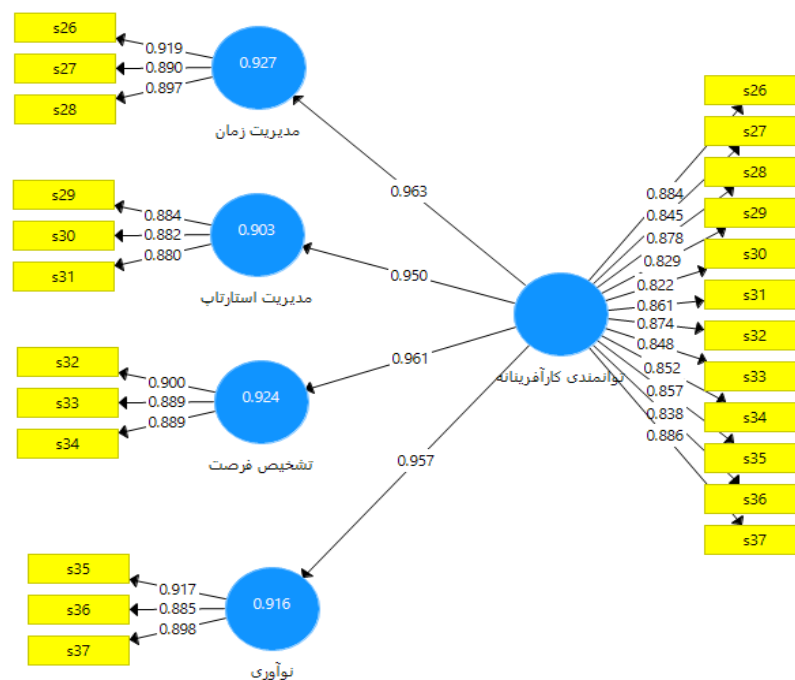 s26
0.919
s27
0.890
0.927
s28
0.897
مدیریت زمان
s29
0.884
s30
0.882
0.903
s31
0.880
مدیریت استارتاپ
s32
0.900
s33
0.889
0.924
s34
0.889
تشخیص فرصت
s35
0.917
s36
0.885
0.916
s37
0.898
نوآوری
0.963
0.950
0.961
0.957
توانمندی کارآفرینانه
0.884
0.845
0.878
0.829
0.822
0.861
0.874
0.848
0.852
0.857
0.838
0.886
s26
s27
s28
s29
s30
s31
s32
s33
s34
s35
s36
s37